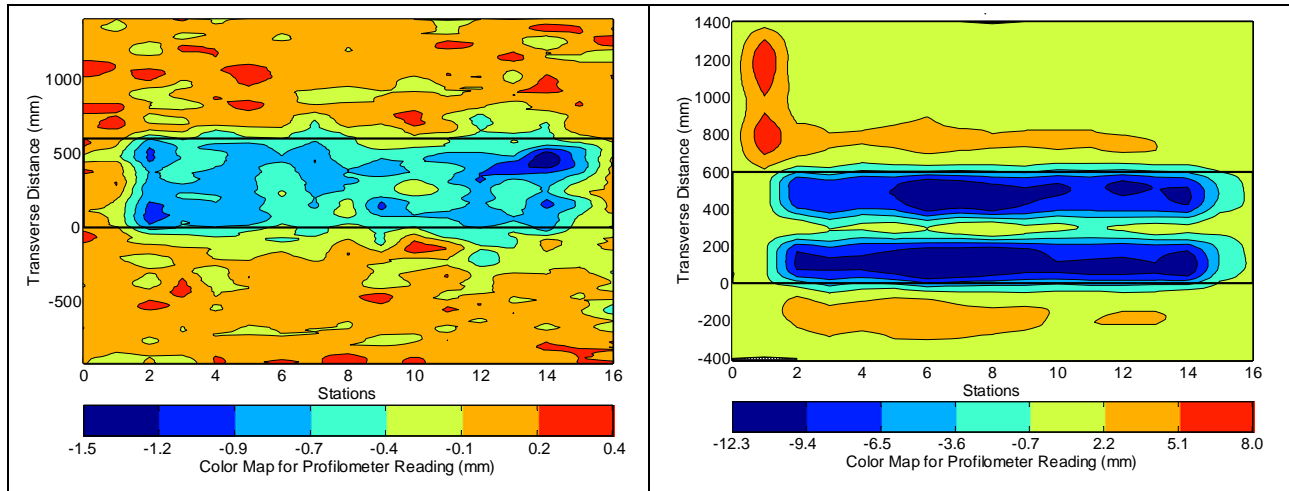 1000
500
0
-500
Transverse Distance (mm)
0 2 4 6 8 10 12 14 16
Stations
-1.5 -1.2 -0.9 -0.7 -0.4 -0.1 0.2 0.4
Color Map for Profilometer Reading (mm)
1400
1200
1000
800
600
400
200
0
-200
-400
Transverse Distance (mm)
0 2 4 6 8 10 12 14 16
Stations
-12.3 -9.4 -6.5 -3.6 -0.7 2.2 5.1 8.0
Color Map for Profilometer Reading (mm)